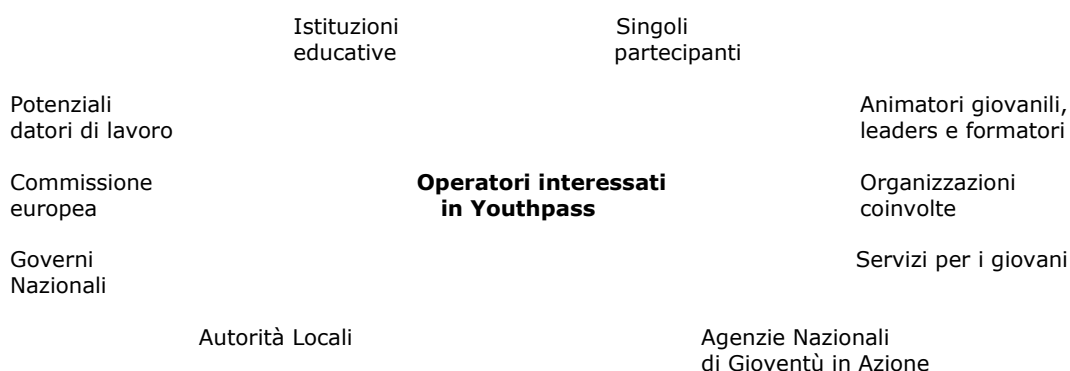 Istituzioni
educative
Singoli
partecipanti
Potenziali
datori di lavoro
Animatori giovanili,
leaders e formatori
Commissione
europea
Operatori interessati
in Youthpass
Organizzazioni
coinvolte
Governi
Nazionali
Servizi per i giovani
Autorità Locali
Agenzie Nazionali
di Gioventù in Azione